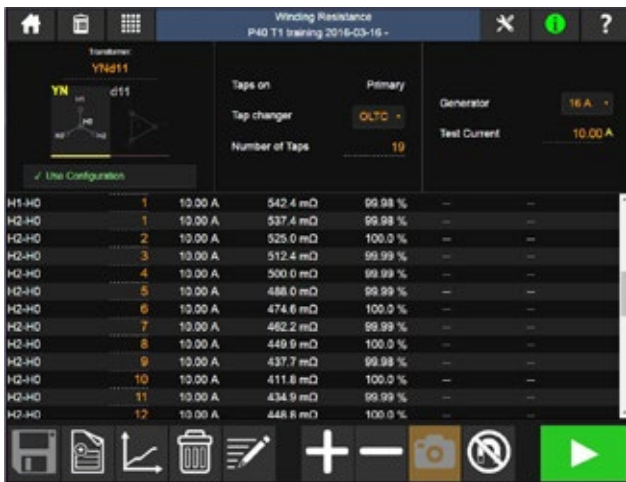 Winding Resistance
P40 T1 training 2016-03-16 -
i
?
Transformer:
YNd11
YN
d11
H1
H0
H3
H2
✓ Use Configuration
Taps on Primary
Tap changer OLTC
Number of Taps 19
Generator 16 A
Test Current 10.00 A
H1-H0 1 10.00 A 542.4 mΩ 99.98 % -- --
H2-H0 1 10.00 A 537.4 mΩ 99.98 % -- --
H2-H0 2 10.00 A 525.0 mΩ 100.0 % -- --
H2-H0 3 10.00 A 512.4 mΩ 99.99 % -- --
H2-H0 4 10.00 A 500.0 mΩ 99.99 % -- --
H2-H0 5 10.00 A 488.0 mΩ 99.99 % -- --
H2-H0 6 10.00 A 474.6 mΩ 100.0 % -- --
H2-H0 7 10.00 A 462.2 mΩ 99.99 % -- --
H2-H0 8 10.00 A 449.9 mΩ 100.0 % -- --
H2-H0 9 10.00 A 437.7 mΩ 99.98 % -- --
H2-H0 10 10.00 A 411.8 mΩ 100.0 % -- --
H2-H0 11 10.00 A 434.9 mΩ 99.99 % -- --
H2-H0 12 10.00 A 448.8 mΩ 100.0 % -- --